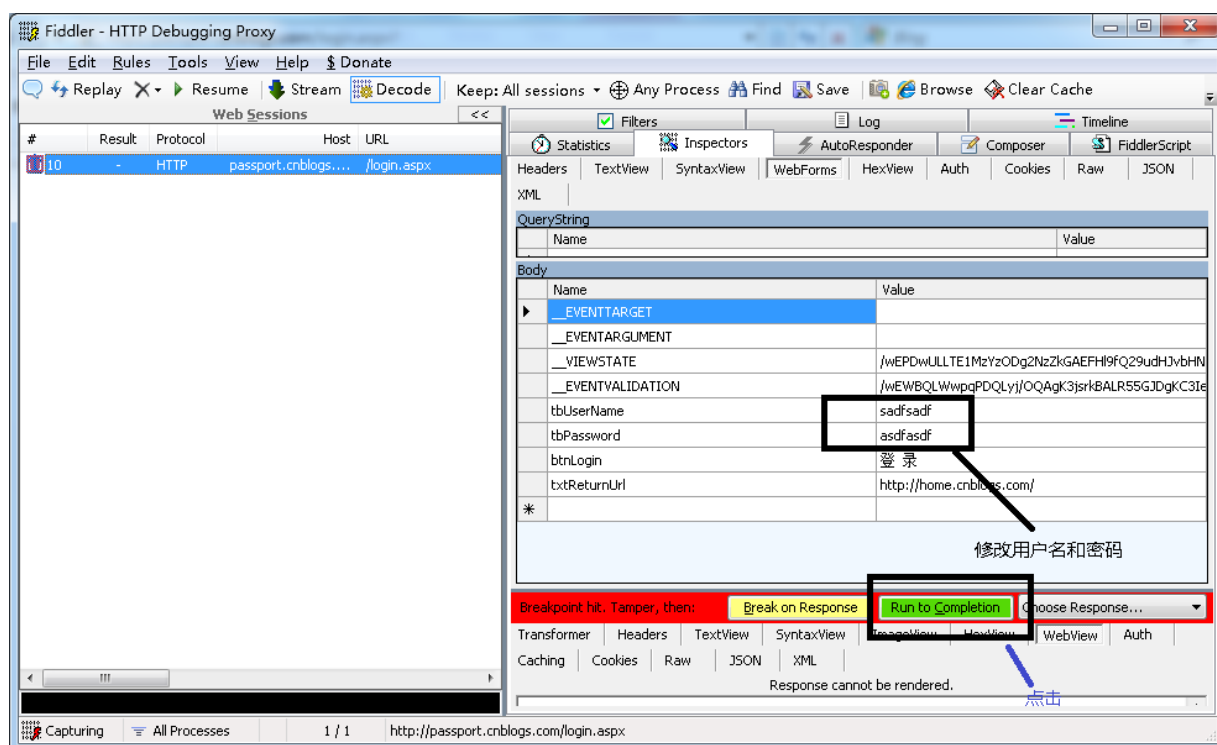 Fiddler - HTTP Debugging Proxy
File Edit Rules Tools View Help $ Donate
Replay Resume Stream Decode Keep: All sessions Any Process Find Save Browse Clear Cache
Web Sessions <<
# Result Protocol Host URL
10 - HTTP passport.cnblogs.... /login.aspx
Filters Log Timeline
Statistics Inspectors AutoResponder Composer FiddlerScript
Headers TextView SyntaxView WebForms HexView Auth Cookies Raw JSON
XML
QueryString
Name Value
Body
Name Value
__EVENTTARGET
__EVENTARGUMENT
__VIEWSTATE /wEPDwULLTE1MzYzODg2NzZkGAEFHl9fQ29udHJvbHN
__EVENTVALIDATION /wEWBQLWwpqPDQLyj/OQAgK3jsrkBALR55GJDgKC3Ie
tbUserName sadfsadf
tbPassword asdfasdf
btnLogin 登 录
txtReturnUrl http://home.cnblogs.com/
修改用户名和密码
Breakpoint hit. Tamper, then: Break on Response Run to Completion Choose Response...
Transformer Headers TextView SyntaxView ImageView HexView WebView Auth
Caching Cookies Raw JSON XML
Response cannot be rendered.
点击
Capturing All Processes 1 / 1 http://passport.cnblogs.com/login.aspx